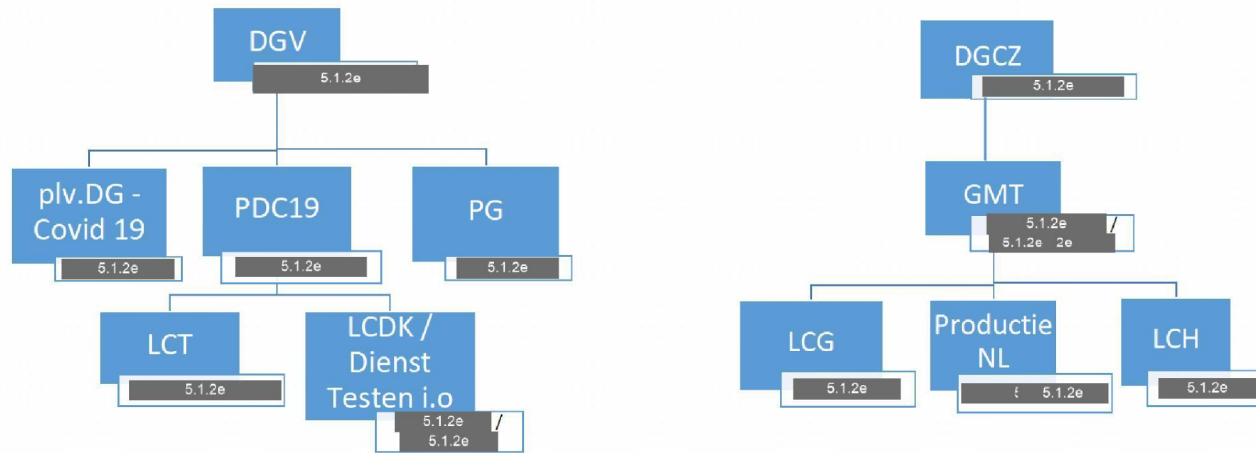 DGV
5.1.2e
plv.DG -
Covid 19
5.1.2e
PDC19
5.1.2e
PG
5.1.2e
LCT
5.1.2e
LCDK /
Dienst
Testen i.o
5.1.2e /
5.1.2e
DGCZ
5.1.2e
GMT
5.1.2e /
5.1.2e 2e
LCG
5.1.2e
Productie
NL
5.1.2e
LCH
5.1.2e